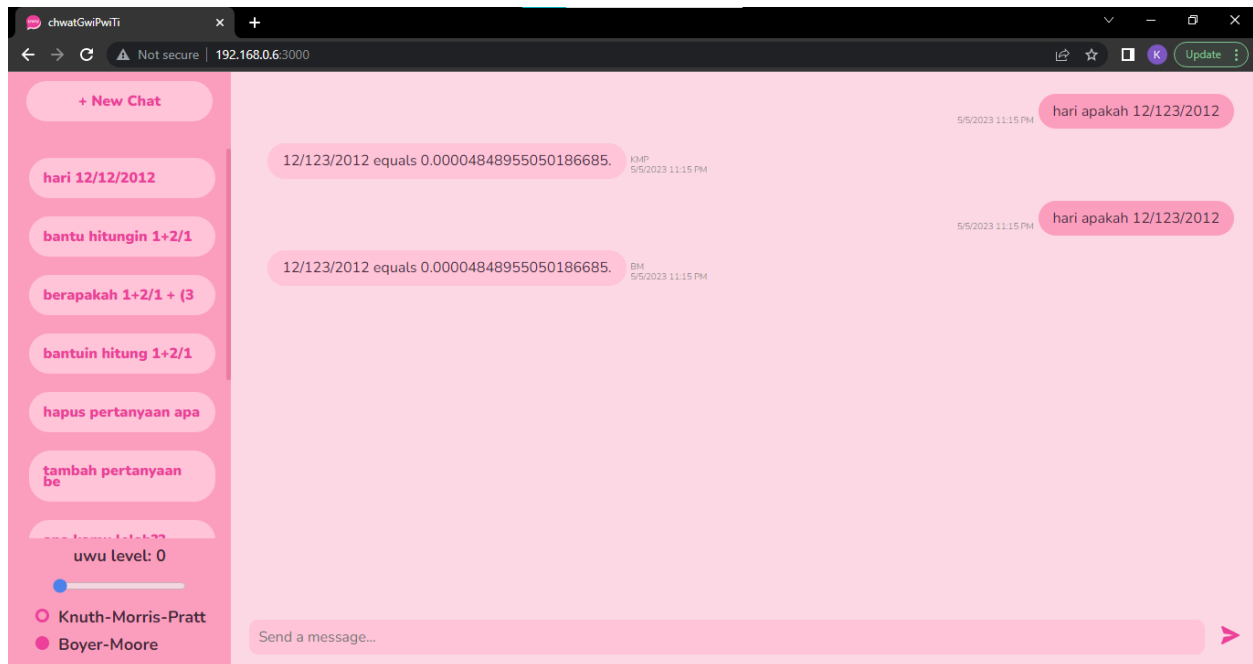 chwatGwiPwiTi
Not secure | 192.168.0.6:3000
K
Update
+ New Chat
hari 12/12/2012
bantu hitungin 1+2/1
berapakah 1+2/1 + (3
bantuin hitung 1+2/1
hapus pertanyaan apa
tambah pertanyaan
be
uwu level: 0
Knuth-Morris-Pratt
Boyer-Moore
5/5/2023 11:15 PM
hari apakah 12/123/2012
12/123/2012 equals 0.00004848955050186685.
KMP
5/5/2023 11:15 PM
5/5/2023 11:15 PM
hari apakah 12/123/2012
12/123/2012 equals 0.00004848955050186685.
BM
5/5/2023 11:15 PM
Send a message...